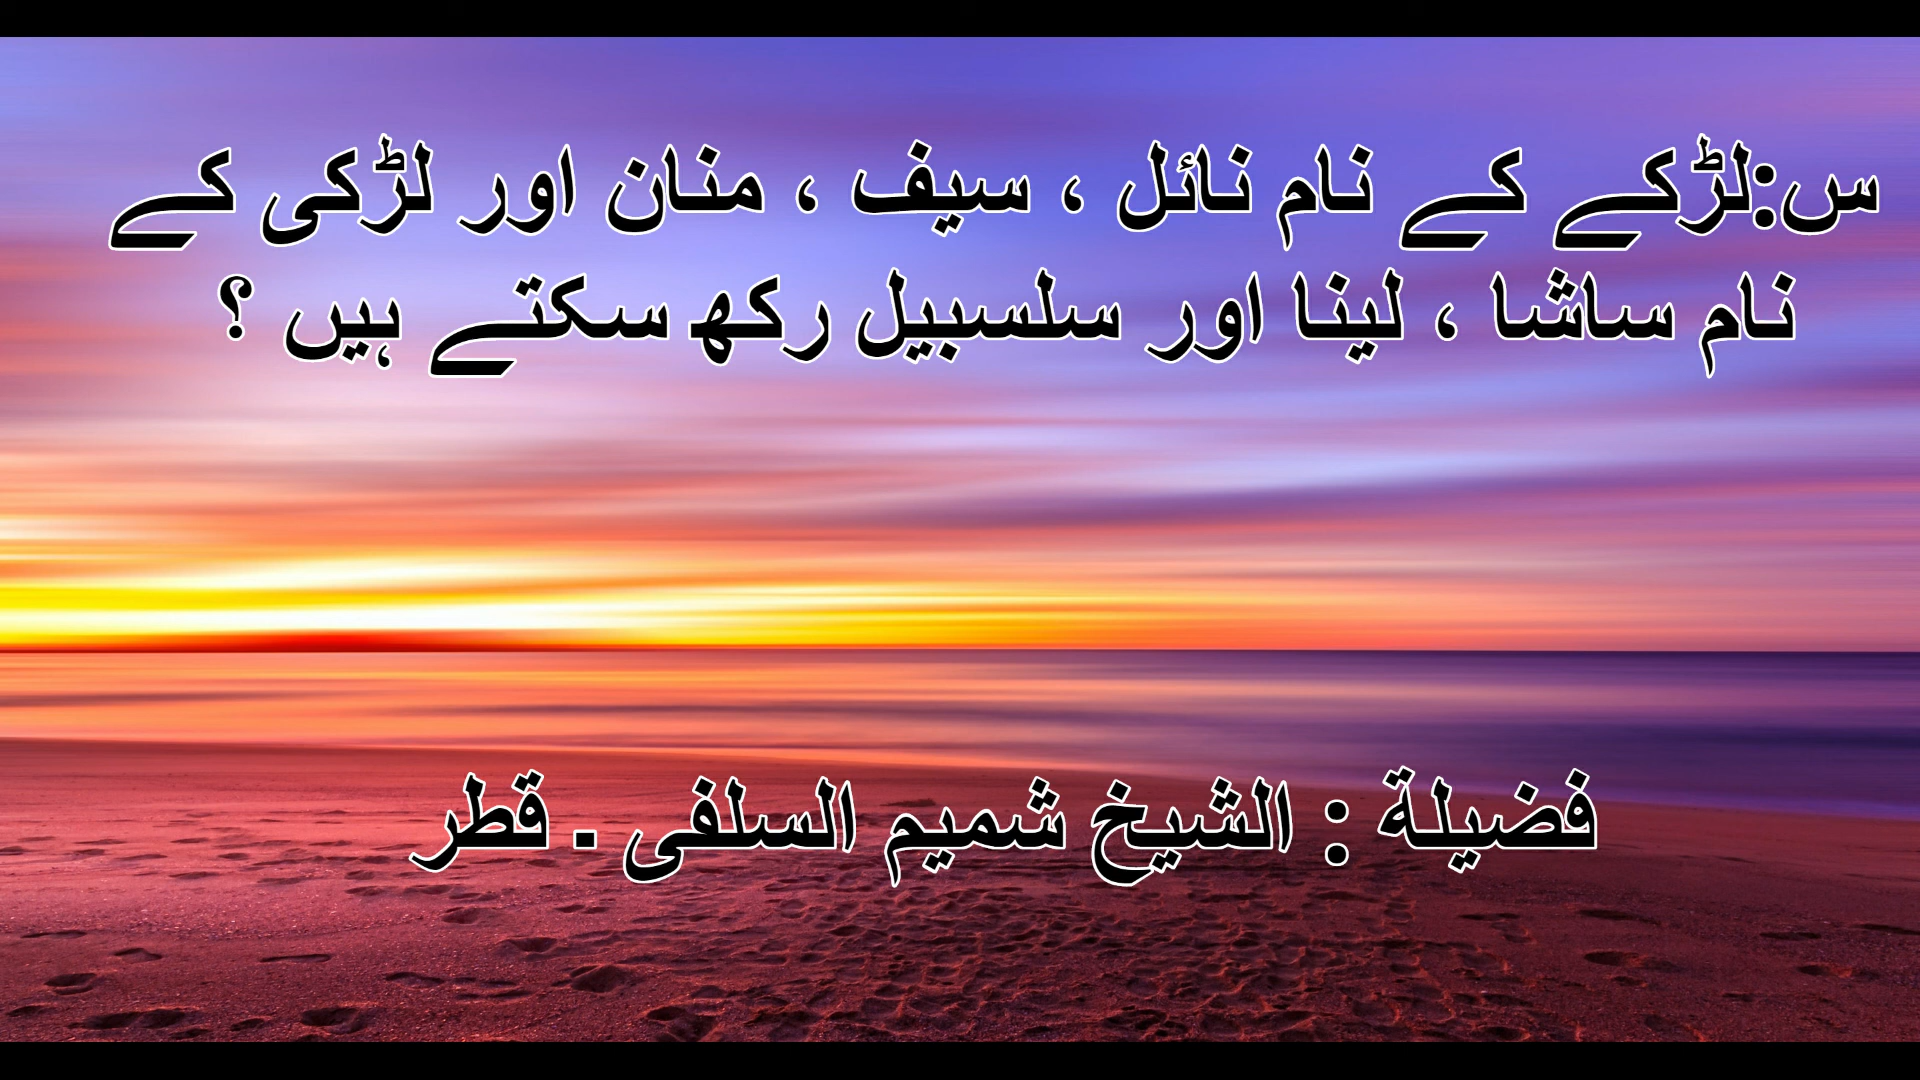 س:لڑکے کے نام نائل ، سیف ، منان اور لڑکی کے
نام ساشا ، لینا اور سلسبیل رکھ سکتے ہیں ؟
فضیلة : الشیخ شمیم السلفی . قطر